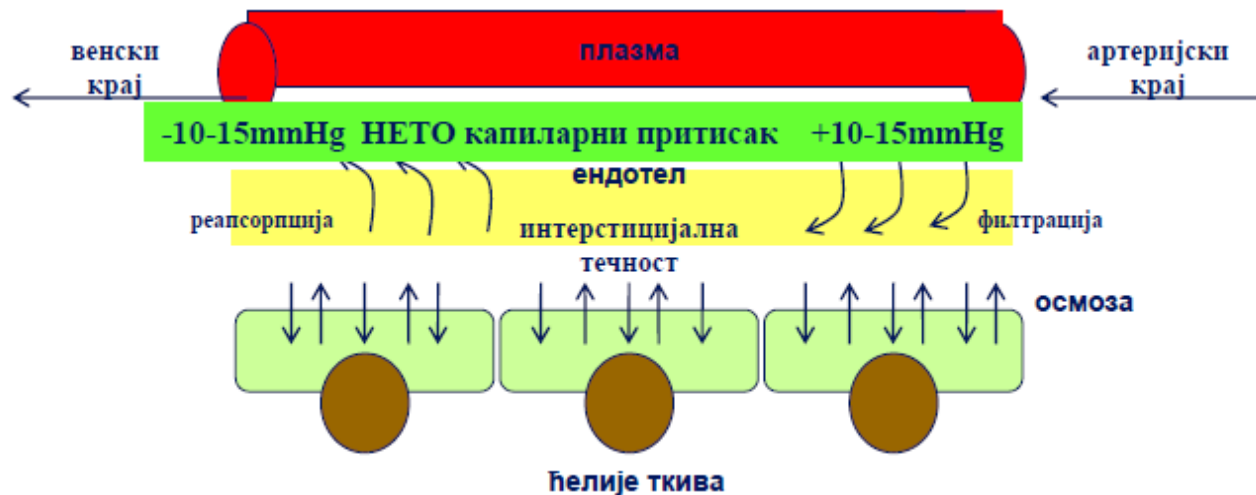 плазма
венски
крај
артеријски
крај
-10-15mmHg НЕТО капиларни притисак +10-15mmHg
ендотел
реапсорпција
интерстицијална
течност
филтрација
осмоза
ћелије ткива